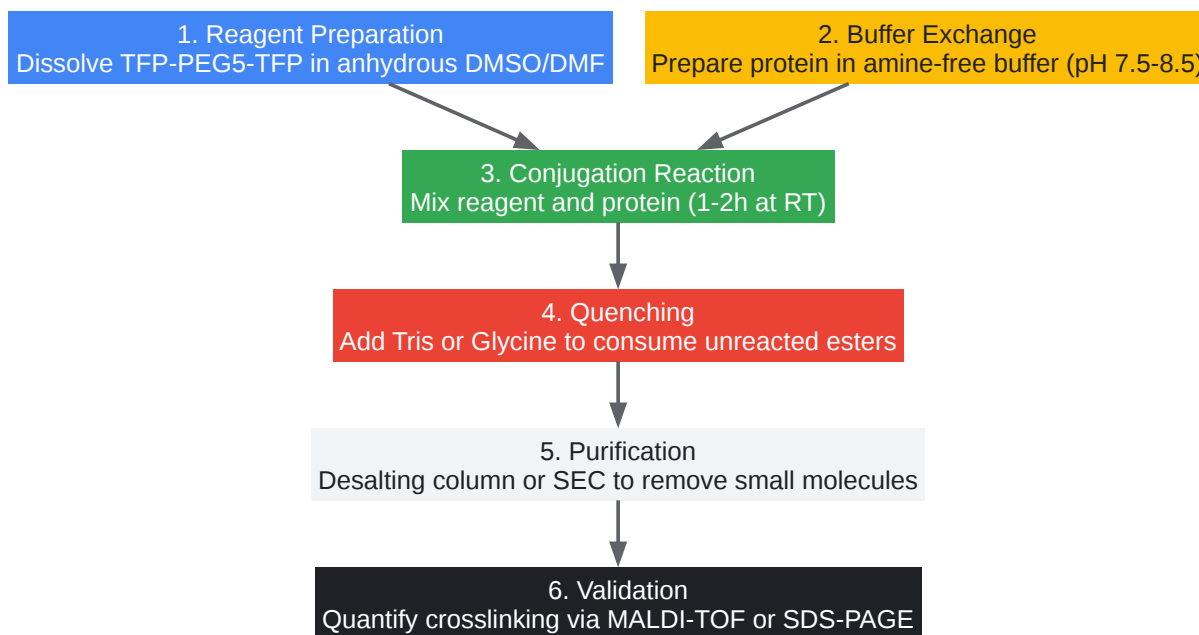 1. Reagent Preparation
Dissolve TFP-PEG5-TFP in anhydrous DMSO/DMF
2. Buffer Exchange
Prepare protein in amine-free buffer (pH 7.5-8.5)
3. Conjugation Reaction
Mix reagent and protein (1-2h at RT)
4. Quenching
Add Tris or Glycine to consume unreacted esters
5. Purification
Desalting column or SEC to remove small molecules
6. Validation
Quantify crosslinking via MALDI-TOF or SDS-PAGE